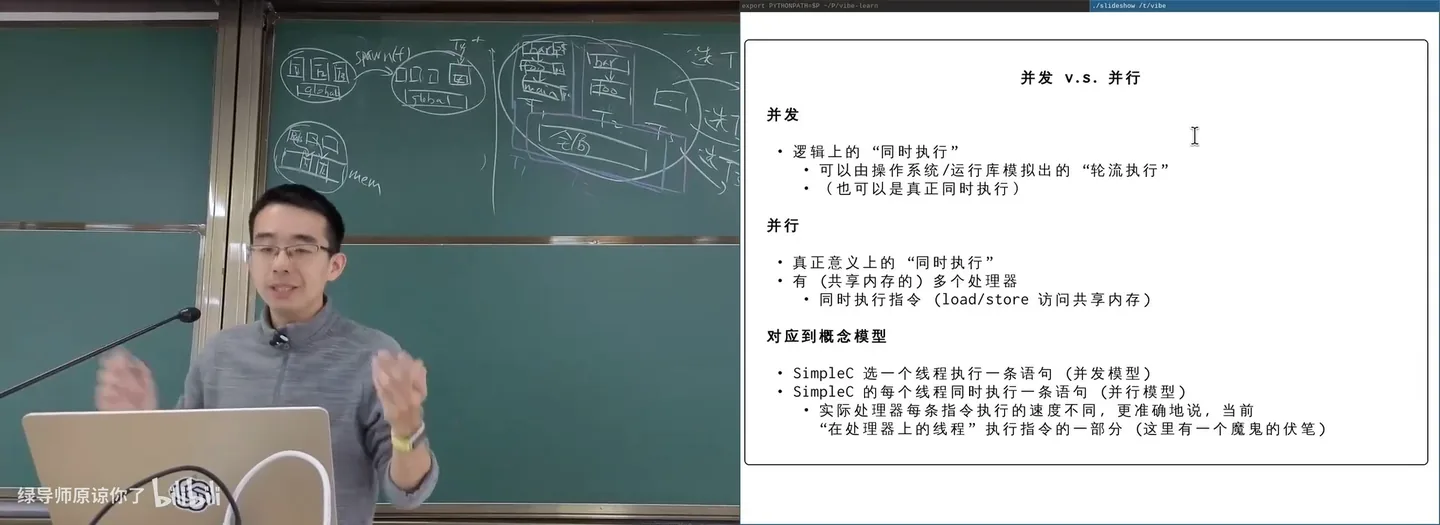 export PYTHONPATH=$P ~/P/vibe-learn
./slideshow /t/vibe
spawn(t)
global
global
mem
T₁
T₂
T₃
foo
main
bar
foo
并发 v.s. 并行
并发
• 逻辑上的 “同时执行”
• 可以由操作系统/运行库模拟出的 “轮流执行”
• (也可以是真正同时执行)
并行
• 真正意义上的 “同时执行”
• 有 (共享内存的) 多个处理器
• 同时执行指令 (load/store 访问共享内存)
对应到概念模型
• SimpleC 选一个线程执行一条语句 (并发模型)
• SimpleC 的每个线程同时执行一条语句 (并行模型)
• 实际处理器每条指令执行的速度不同, 更准确地说, 当前
“在处理器上的线程” 执行指令的一部分 (这里有一个魔鬼的伏笔)
绿导师原谅你了 bilibili